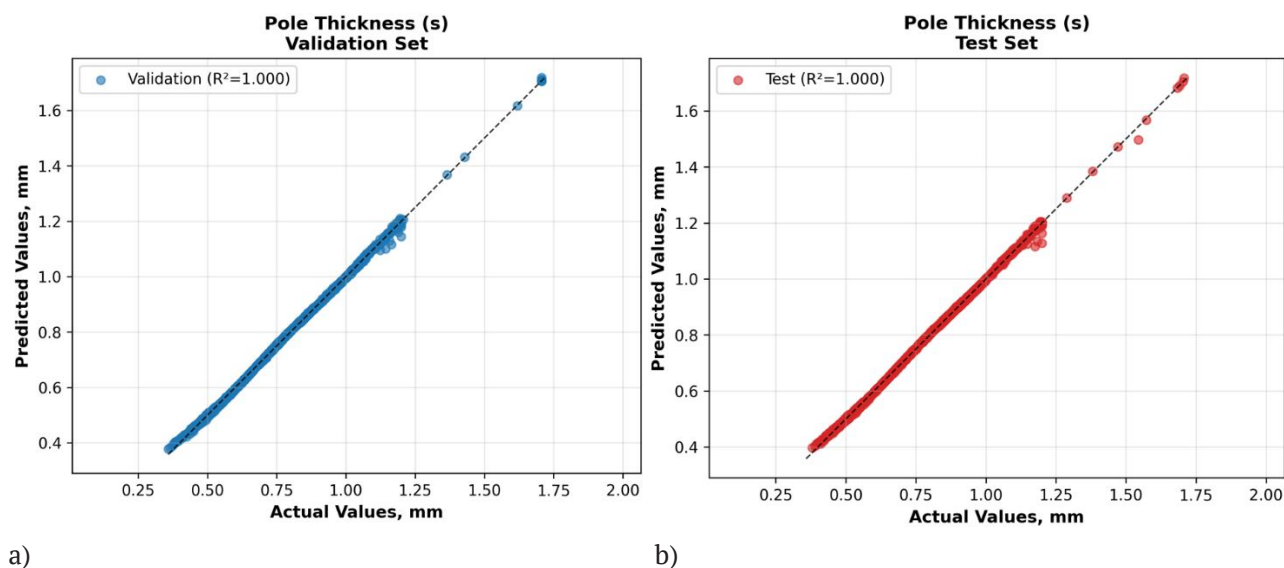 Pole Thickness (s)
Validation Set
Validation (R²=1.000)
Predicted Values, mm
1.6
1.4
1.2
1.0
0.8
0.6
0.4
0.25 0.50 0.75 1.00 1.25 1.50 1.75 2.00
Actual Values, mm
a)
Pole Thickness (s)
Test Set
Test (R²=1.000)
Predicted Values, mm
1.6
1.4
1.2
1.0
0.8
0.6
0.4
0.25 0.50 0.75 1.00 1.25 1.50 1.75 2.00
Actual Values, mm
b)